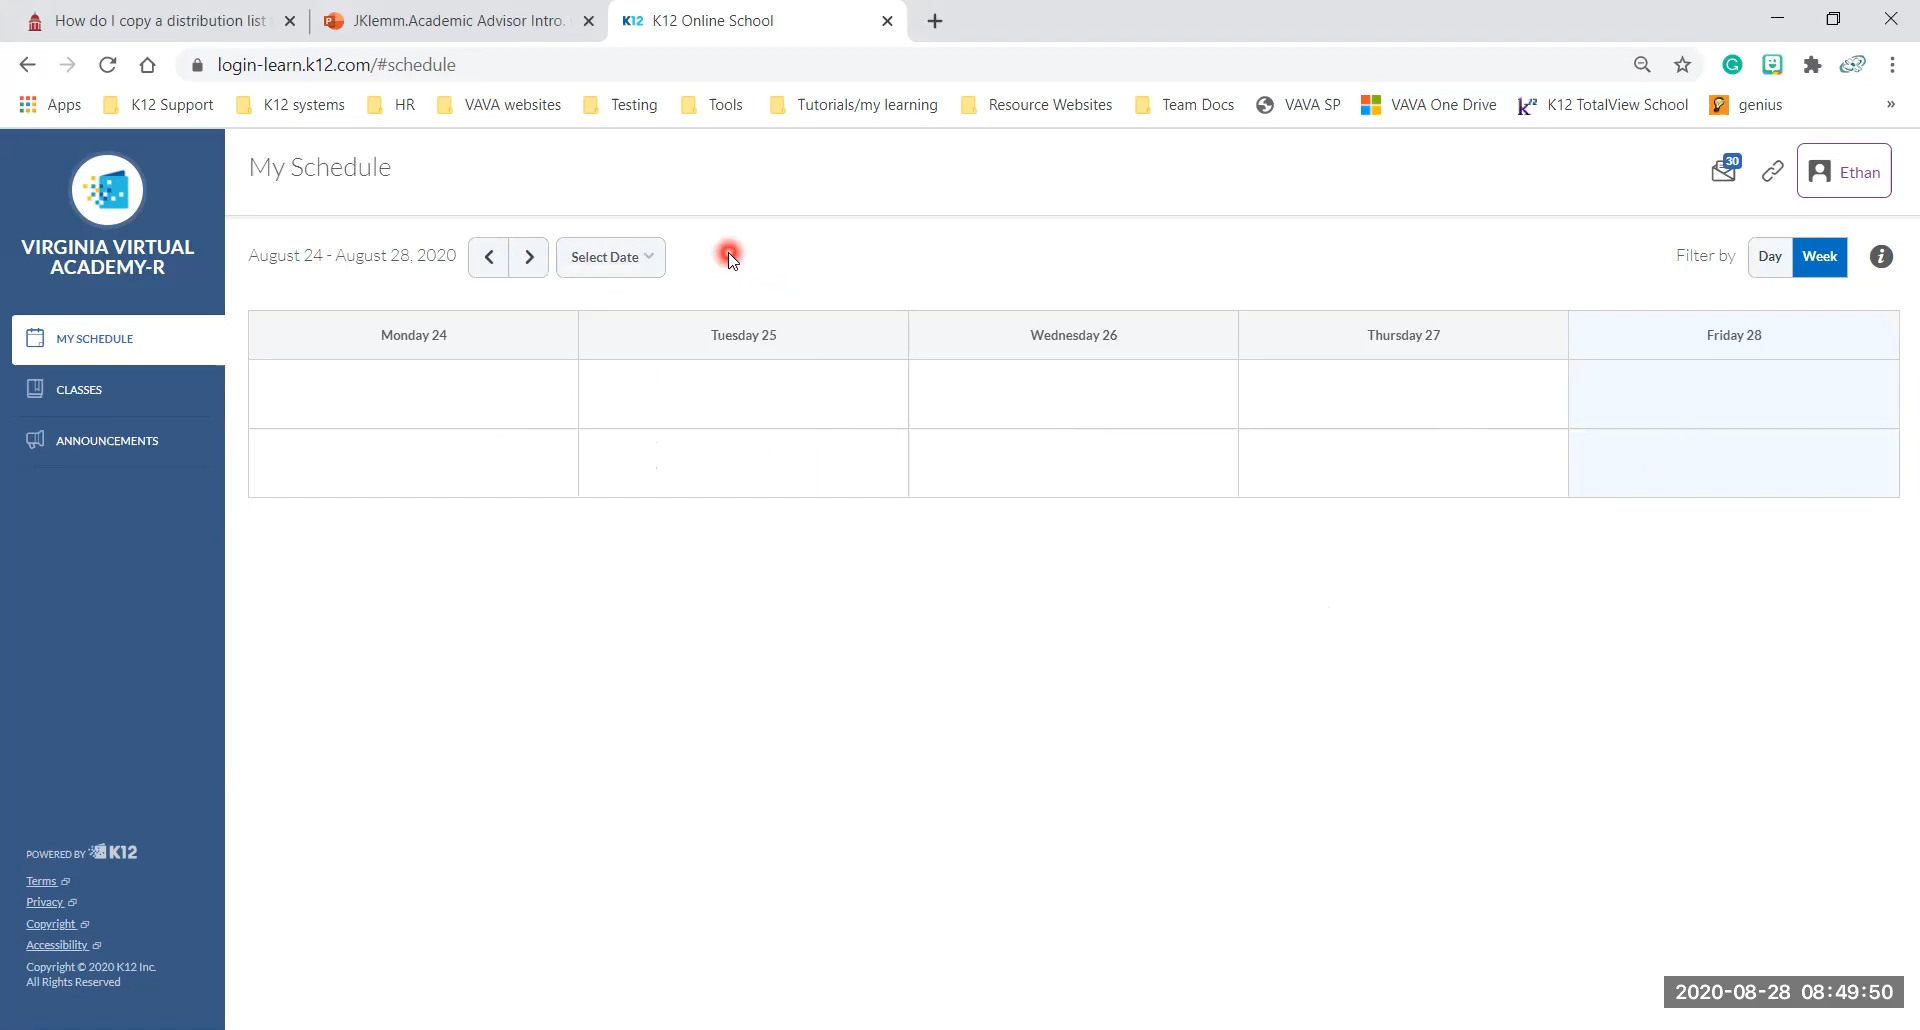 How do I copy a distribution list
JKlemm.Academic Advisor Intro.
K12 K12 Online School
login-learn.k12.com/#schedule
Apps K12 Support K12 systems HR VAVA websites Testing Tools Tutorials/my learning Resource Websites Team Docs VAVA SP VAVA One Drive K12 TotalView School genius »
VIRGINIA VIRTUAL
ACADEMY-R
MY SCHEDULE
CLASSES
ANNOUNCEMENTS
POWERED BY K12
Terms
Privacy
Copyright
Accessibility
Copyright © 2020 K12 Inc.
All Rights Reserved
My Schedule
30
Ethan
August 24 - August 28, 2020
Select Date
Filter by Day Week
Monday 24 Tuesday 25 Wednesday 26 Thursday 27 Friday 28
2020-08-28 08:49:50